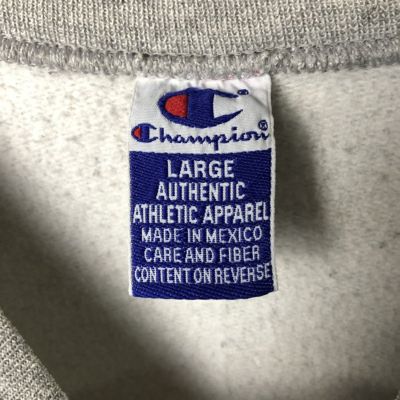 Champion®
LARGE
AUTHENTIC
ATHLETIC APPAREL
MADE IN MEXICO
CARE AND FIBER
CONTENT ON REVERSE